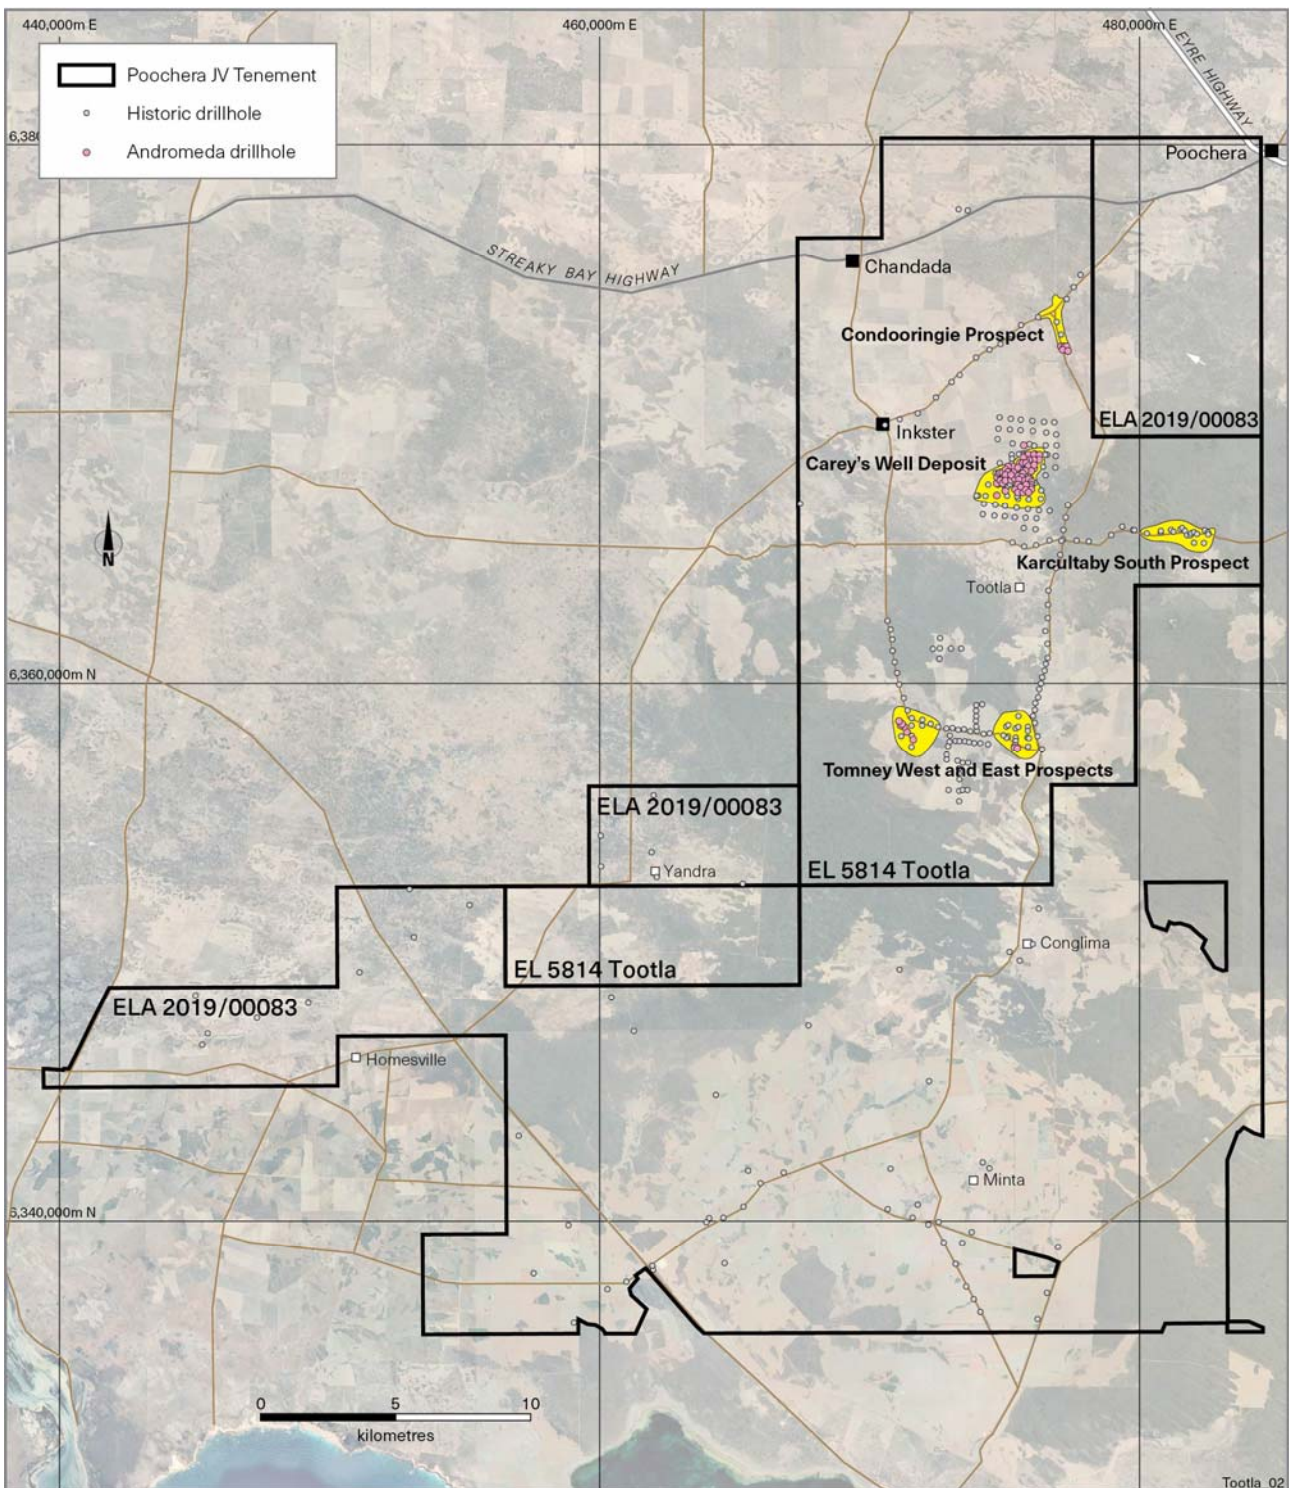 440,000m E
460,000m E
480,000m E
EYRE HIGHWAY
Poochera JV Tenement
Historic drillhole
Andromeda drillhole
6,380
Poochera
STREAKY BAY HIGHWAY
Chandada
Condooringie Prospect
ELA 2019/00083
Inkster
Carey's Well Deposit
N
Karcultaby South Prospect
Tootla
6,360,000m N
Tomney West and East Prospects
ELA 2019/00083
Yandra
EL 5814 Tootla
Conglima
EL 5814 Tootla
ELA 2019/00083
Homesville
Minta
6,340,000m N
0
5
10
kilometres
Tootla_02